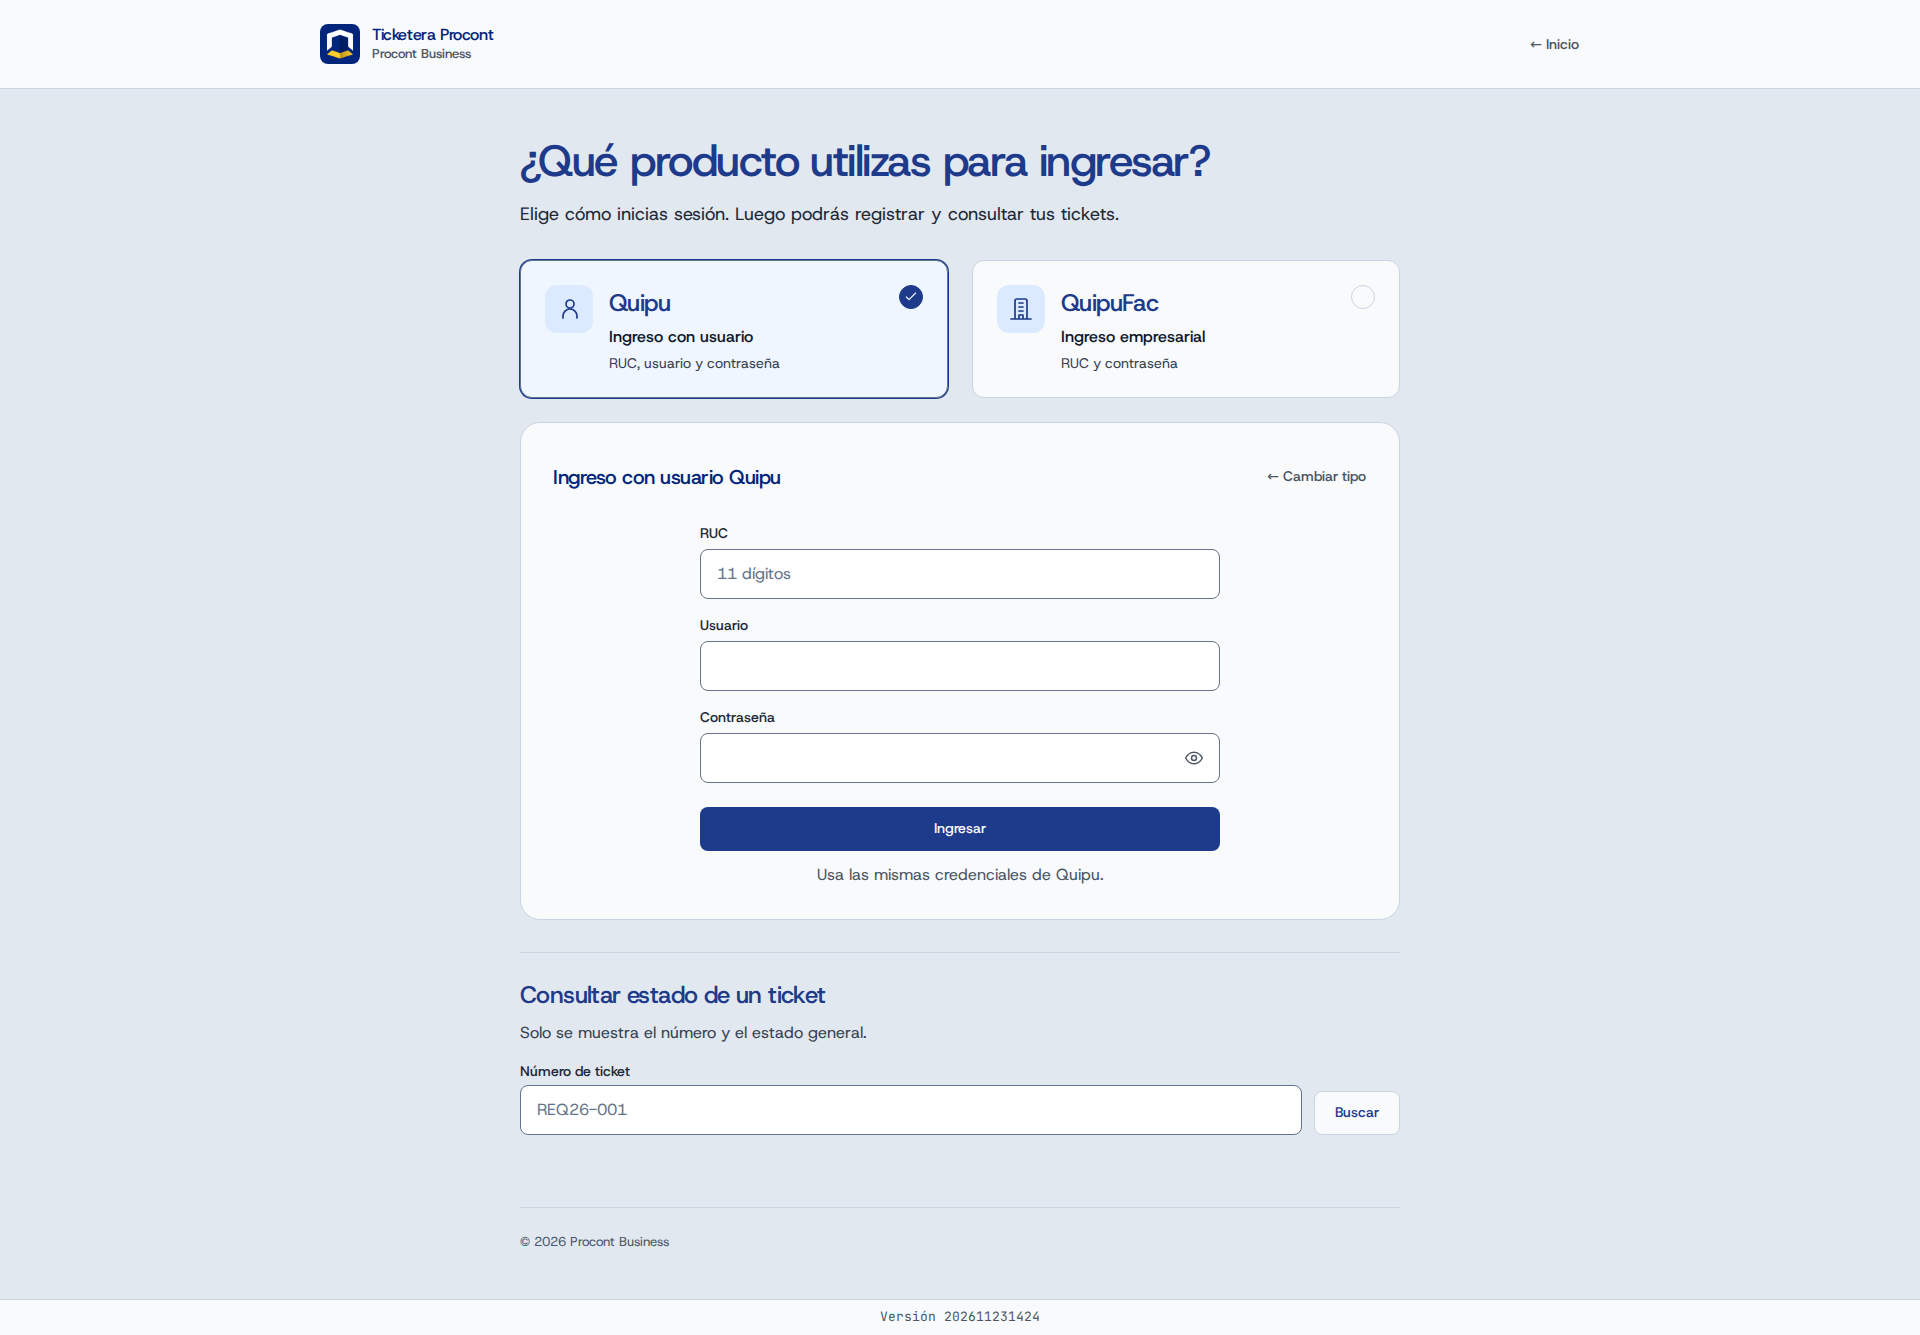 Ticketera Procont
Procont Business
← Inicio
¿Qué producto utilizas para ingresar?
Elige cómo inicias sesión. Luego podrás registrar y consultar tus tickets.
Quipu
Ingreso con usuario
RUC, usuario y contraseña
QuipuFac
Ingreso empresarial
RUC y contraseña
Ingreso con usuario Quipu
← Cambiar tipo
RUC
11 dígitos
Usuario
Contraseña
Ingresar
Usa las mismas credenciales de Quipu.
Consultar estado de un ticket
Solo se muestra el número y el estado general.
Número de ticket
REQ26-001
Buscar
© 2026 Procont Business
Versión 202611231424